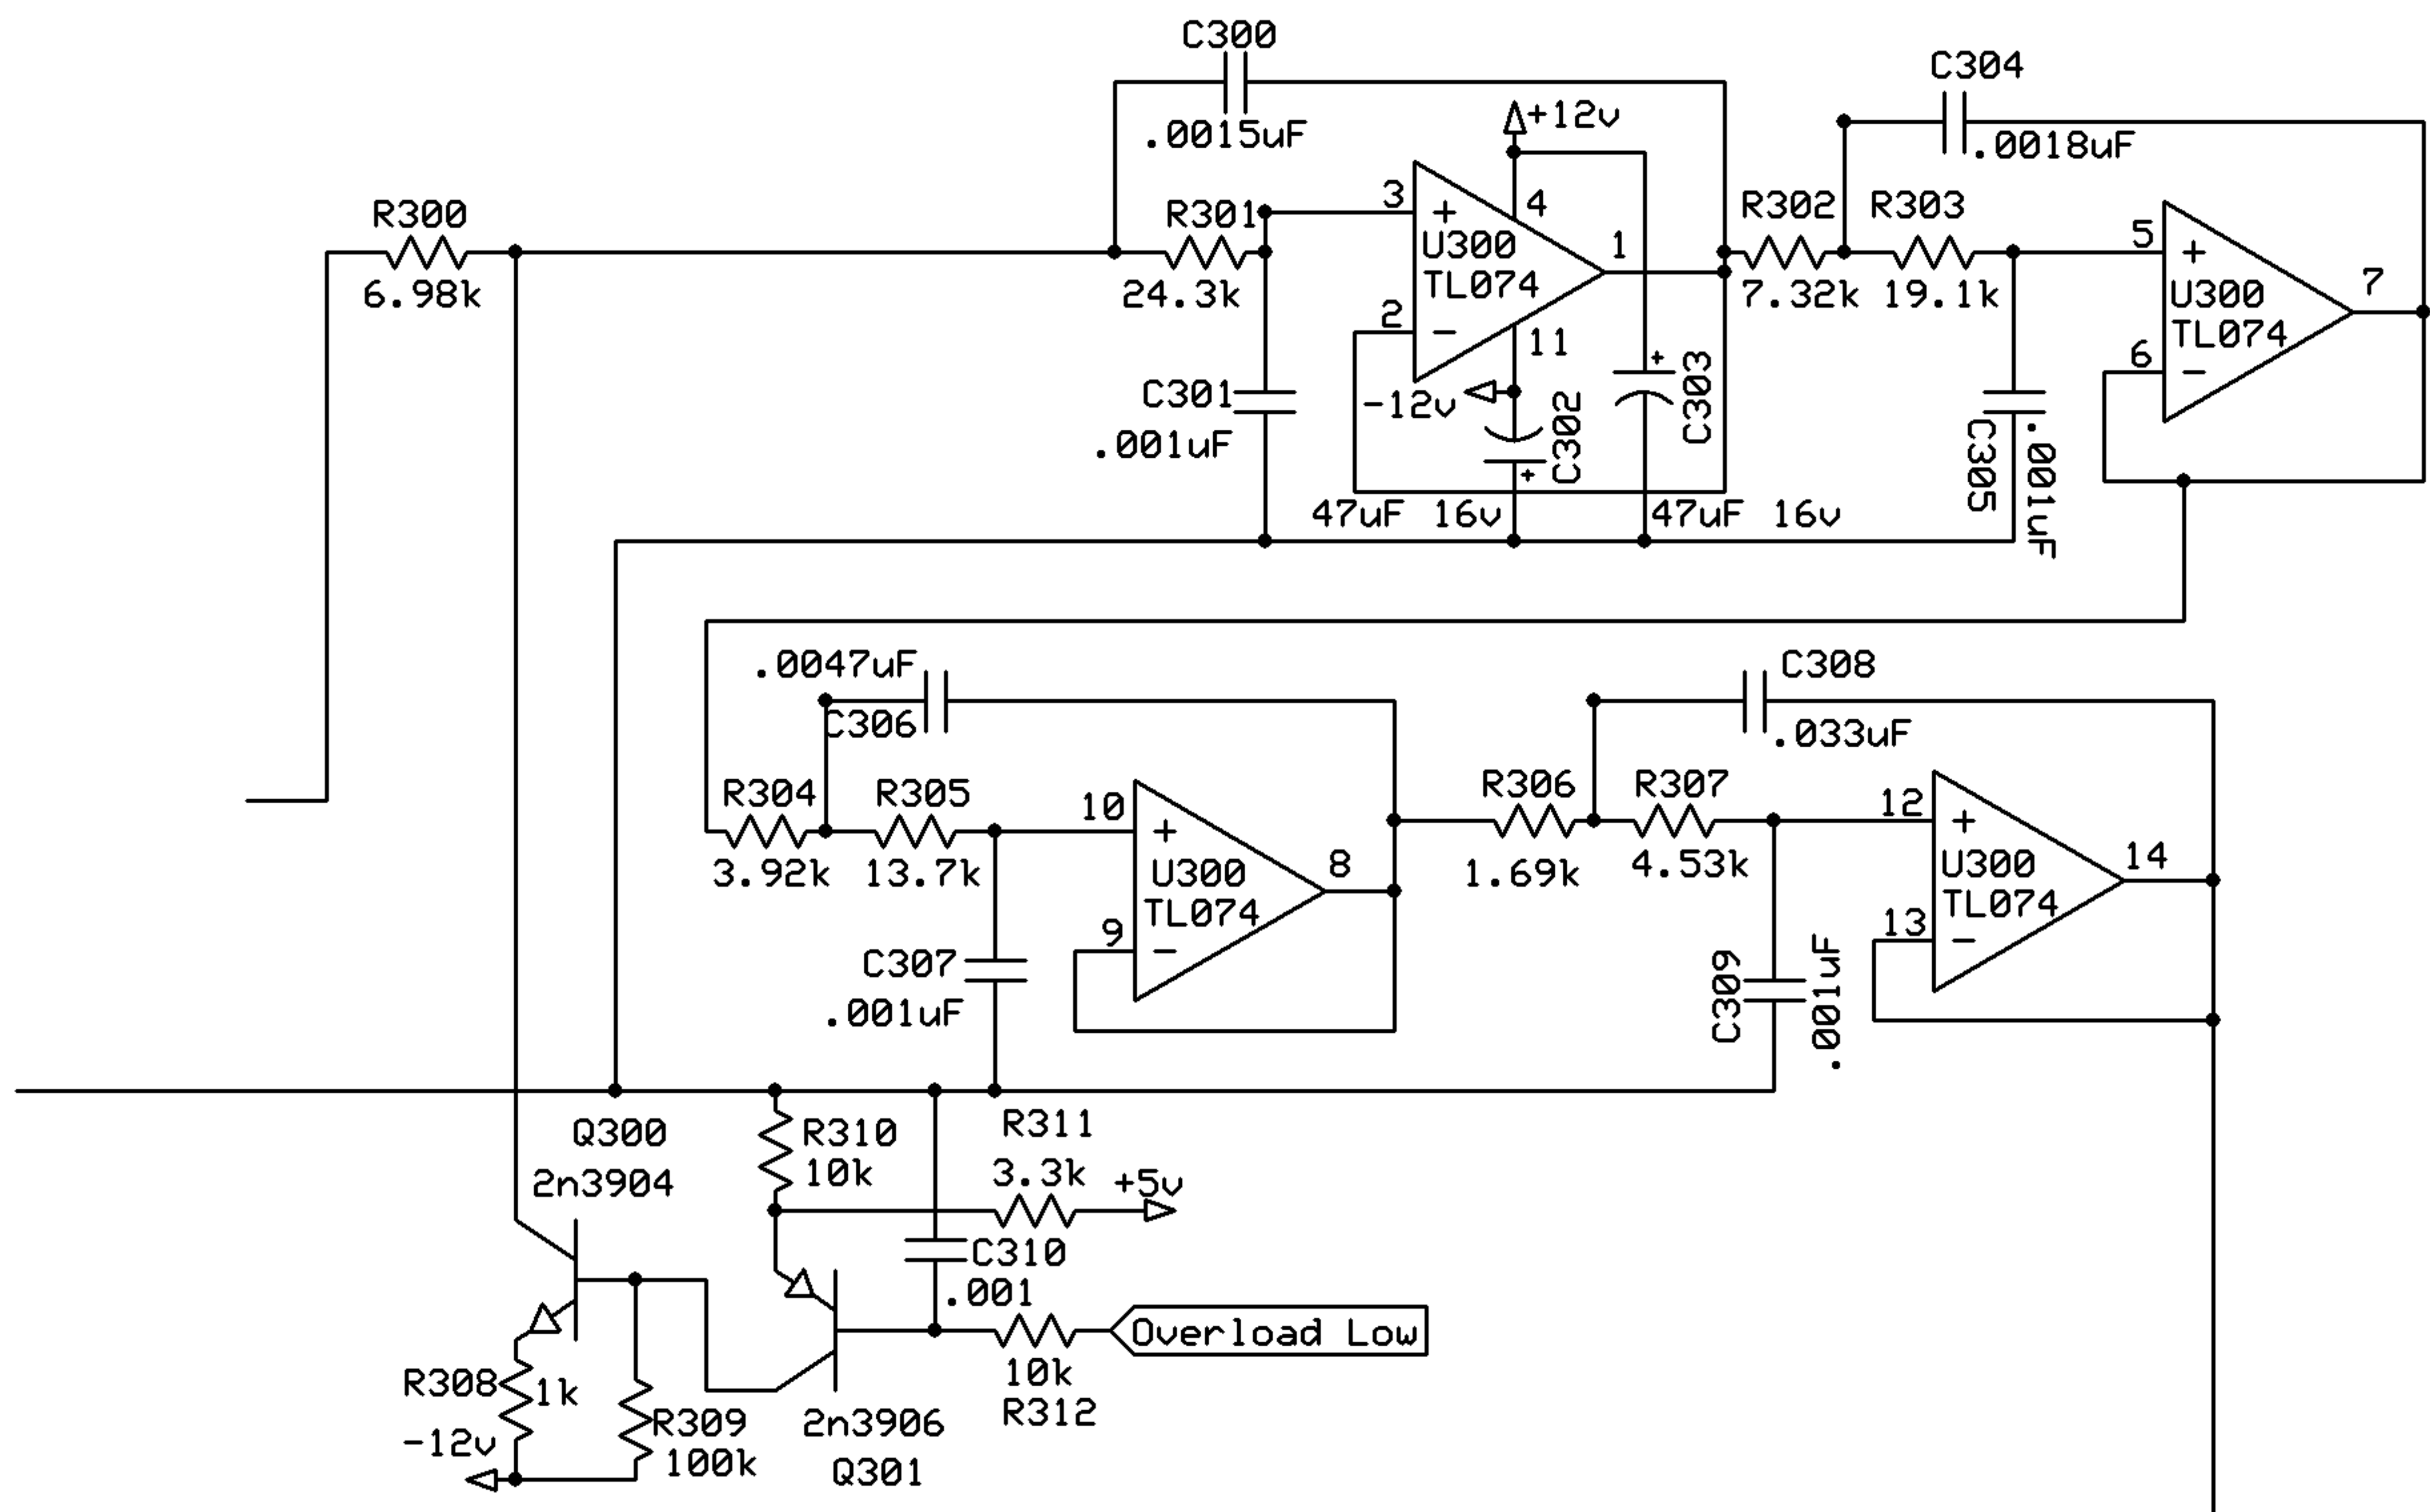 C300
.0015uF
C304
.0018uF
+12v
R300
6.98k
R301
24.3k
3
+
4
U300
TL074
1
2
-
11
-12v
C301
.001uF
+
C302
47uF 16v
+
C303
47uF 16v
R302
7.32k
R303
19.1k
5
+
U300
TL074
7
6
-
C305
.001uF
.0047uF
C306
R304
3.92k
R305
13.7k
10
+
U300
TL074
8
9
-
C307
.001uF
C308
.033uF
R306
1.69k
R307
4.53k
12
+
U300
TL074
14
13
-
C309
.001uF
Q300
2n3904
R310
10k
R311
3.3k
+5v
C310
.001
Overload Low
10k
R312
R308
1k
-12v
R309
100k
2n3906
Q301